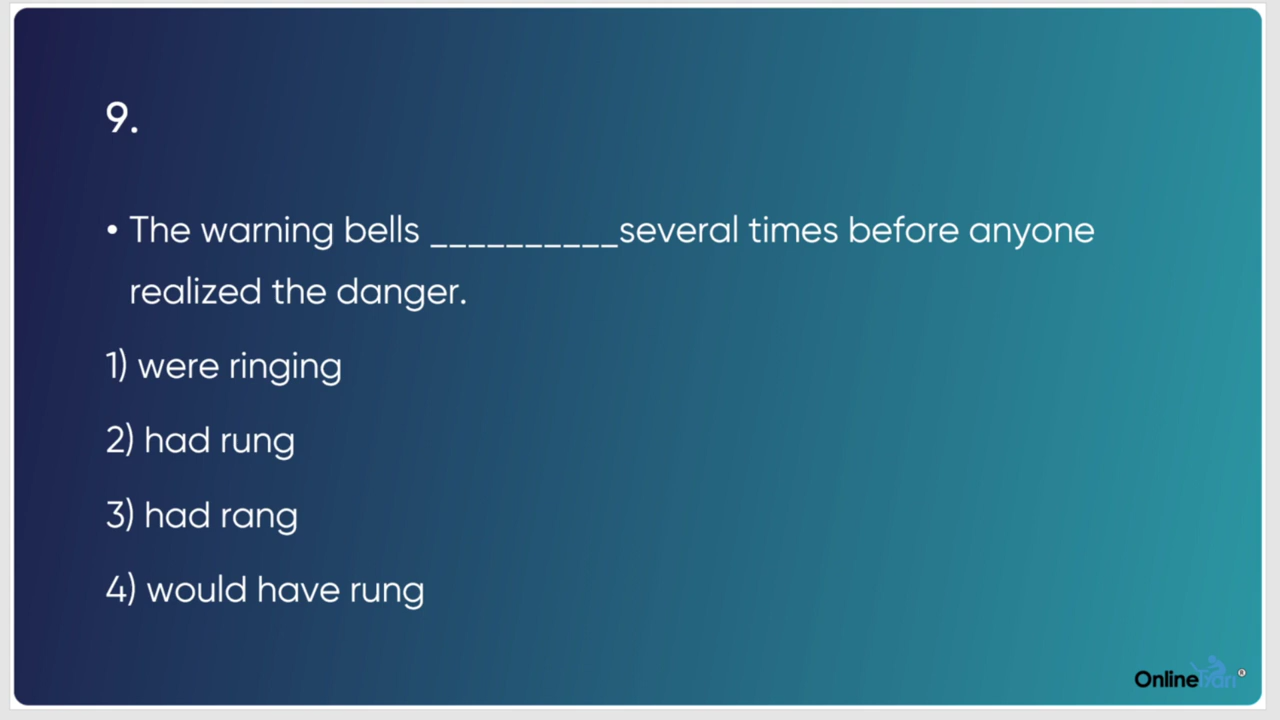 9.
• The warning bells __________several times before anyone
realized the danger.
1) were ringing
2) had rung
3) had rang
4) would have rung
OnlineTyari®